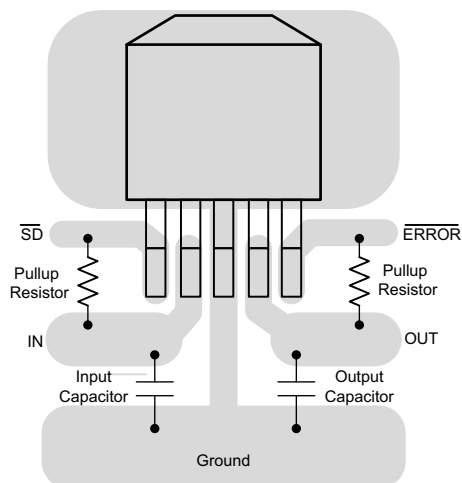 SD
ERROR
Pullup
Resistor
Pullup
Resistor
IN
OUT
Input
Capacitor
Output
Capacitor
Ground